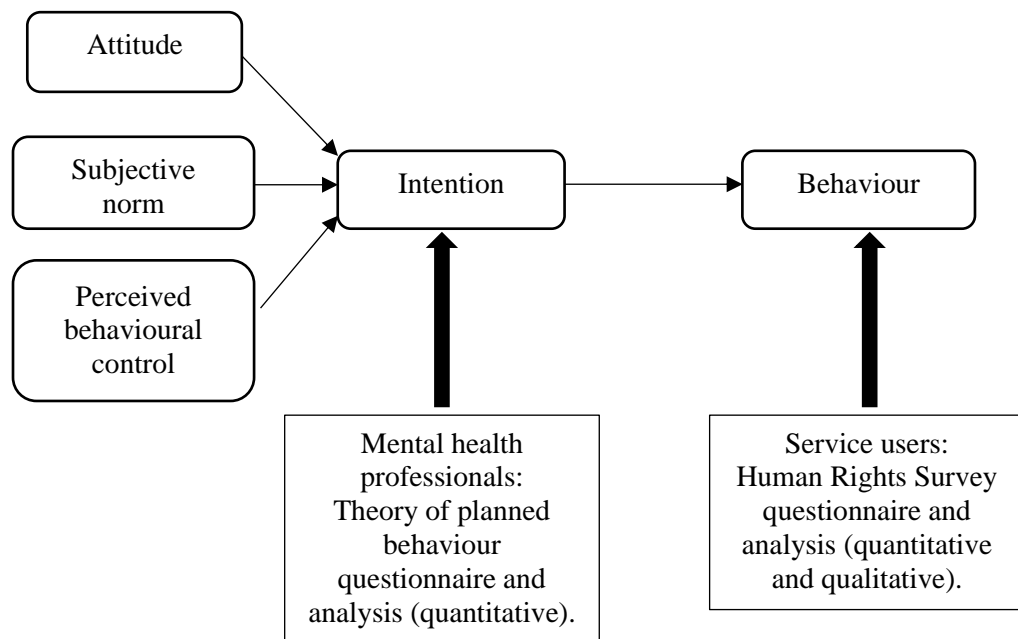 Attitude
Subjective
norm
Intention
Behaviour
Perceived
behavioural
control
Mental health
professionals:
Theory of planned
behaviour
questionnaire and
analysis (quantitative).
Service users:
Human Rights Survey
questionnaire and
analysis (quantitative
and qualitative).